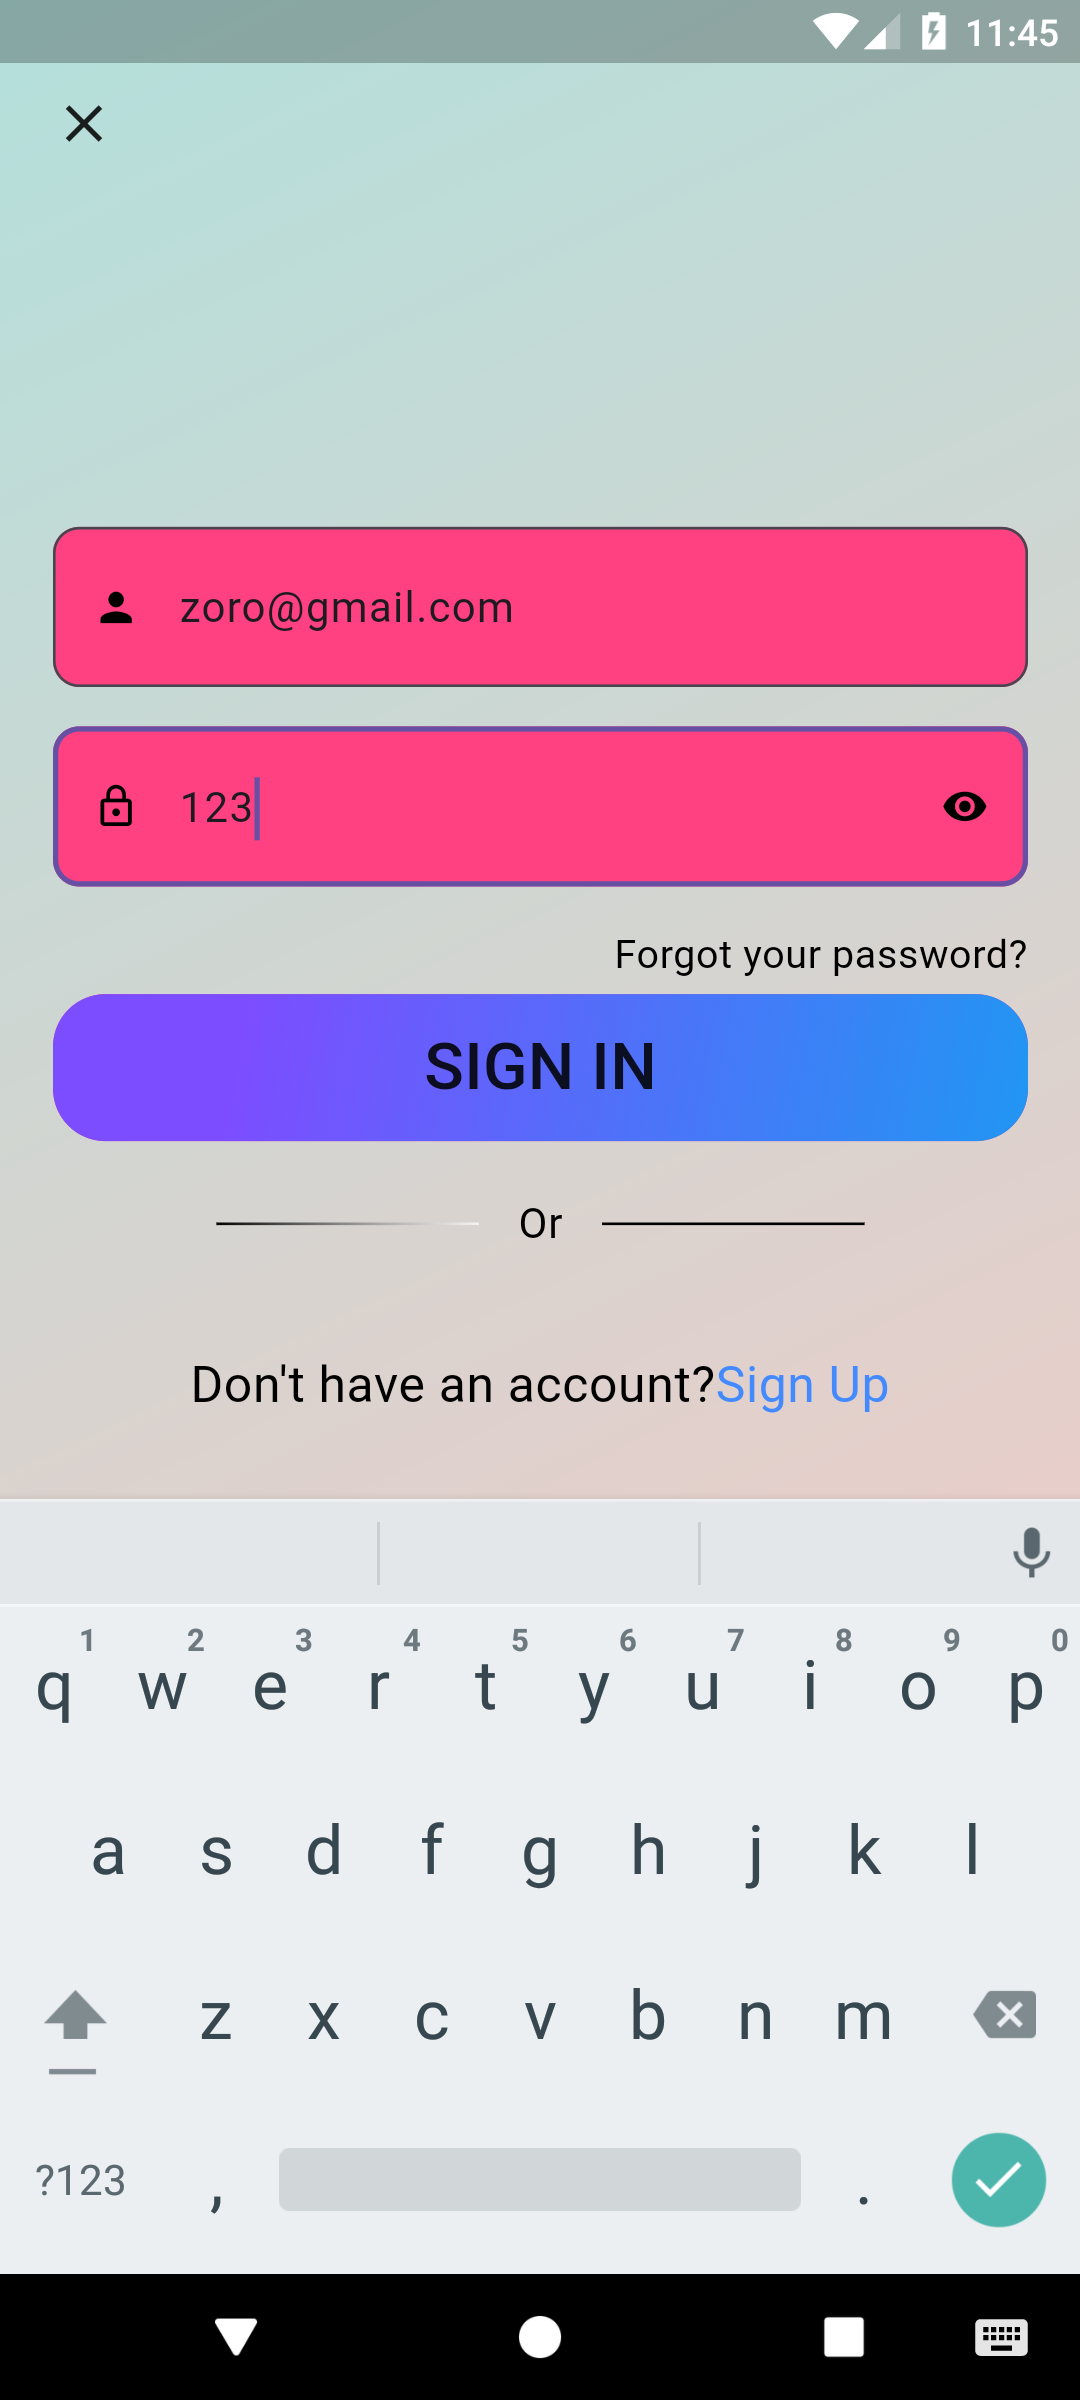 11:45
zoro@gmail.com
123
Forgot your password?
SIGN IN
Or
Don't have an account?Sign Up
1 2 3 4 5 6 7 8 9 0
q w e r t y u i o p
a s d f g h j k l
z x c v b n m
?123 , .